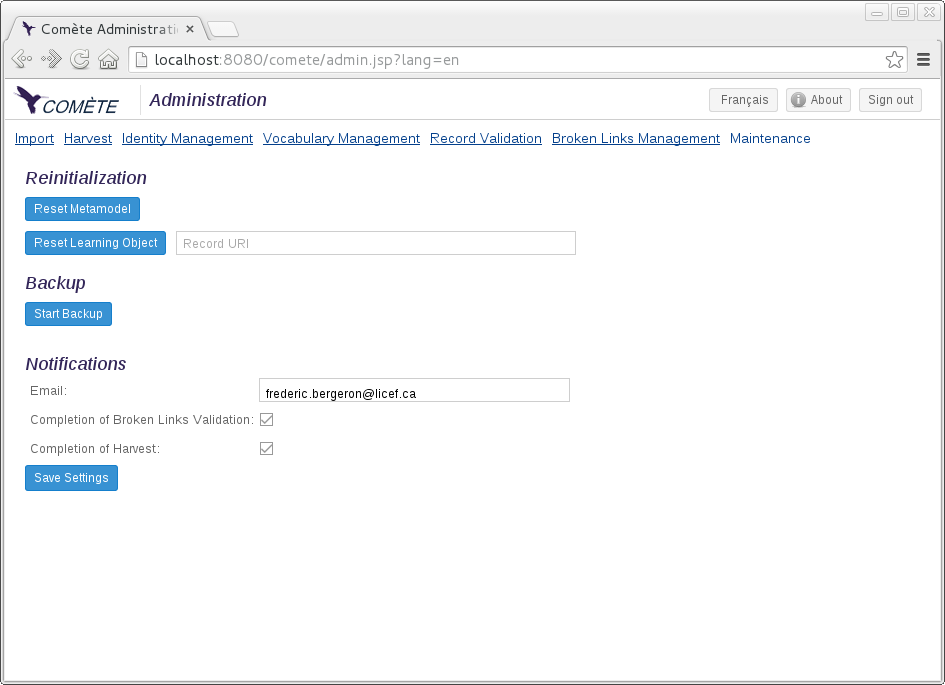 Comète Administrati
localhost:8080/comete/admin.jsp?lang=en
COMÈTE Administration Français About Sign out
Import Harvest Identity Management Vocabulary Management Record Validation Broken Links Management Maintenance
Reinitialization
Reset Metamodel
Reset Learning Object Record URI
Backup
Start Backup
Notifications
Email: frederic.bergeron@licef.ca
Completion of Broken Links Validation:
Completion of Harvest:
Save Settings